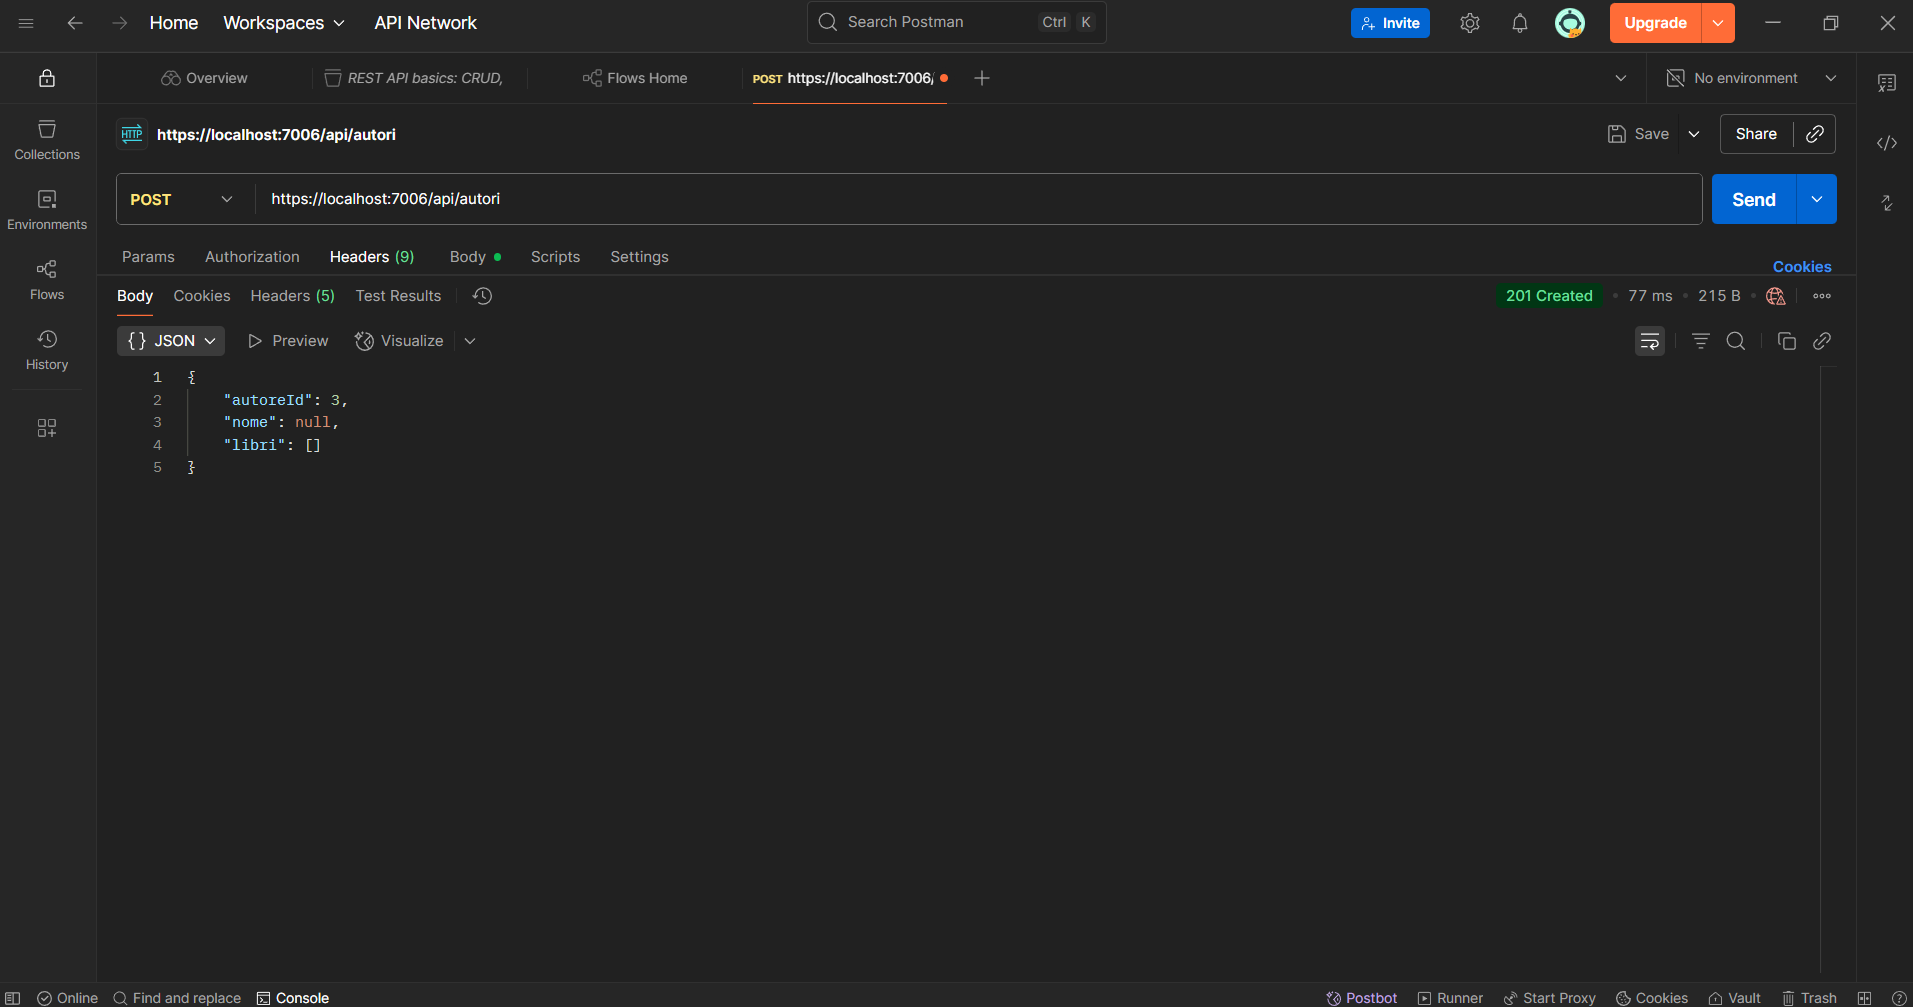 Home Workspaces API Network Search Postman Ctrl K Invite Upgrade
Overview REST API basics: CRUD, Flows Home POST https://localhost:7006/ No environment
HTTP https://localhost:7006/api/autori Save Share
Collections
POST https://localhost:7006/api/autori Send
Environments
Params Authorization Headers (9) Body Scripts Settings Cookies
Flows
Body Cookies Headers (5) Test Results 201 Created 77 ms 215 B
{} JSON Preview Visualize
History
1 {
2 "autoreId": 3,
3 "nome": null,
4 "libri": []
5 }
Online Find and replace Console Postbot Runner Start Proxy Cookies Vault Trash